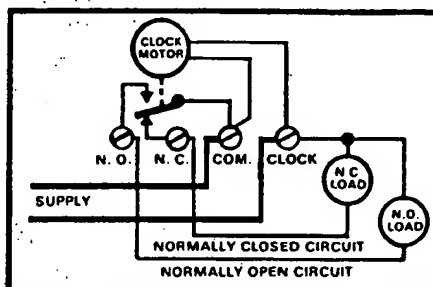 CLOCK
MOTOR
N. O. N. C. COM. CLOCK
N C
LOAD
SUPPLY
N.O.
LOAD
NORMALLY CLOSED CIRCUIT
NORMALLY OPEN CIRCUIT